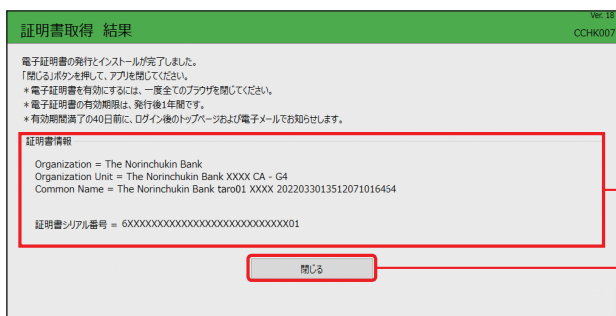 Ver. 18
証明書取得 結果
CCHK007
電子証明書の発行とインストールが完了しました。
「閉じる」ボタンを押して、アプリを閉じてください。
＊電子証明書を有効にするには、一度全てのブラウザを閉じてください。
＊電子証明書の有効期限は、発行後1年間です。
＊有効期間満了の40日前に、ログイン後のトップページおよび電子メールでお知らせします。
証明書情報
Organization = The Norinchukin Bank
Organization Unit = The Norinchukin Bank XXXX CA - G4
Common Name = The Norinchukin Bank taro01 XXXX 2022033013512071016454
証明書シリアル番号 = 6XXXXXXXXXXXXXXXXXXXXXXXXXXX01
閉じる